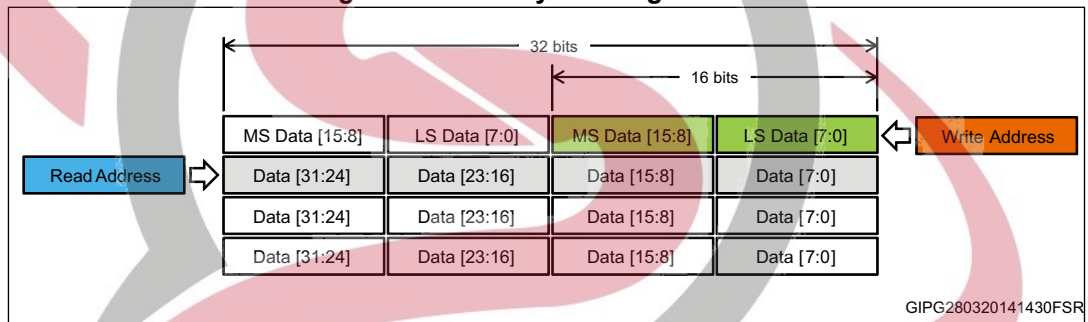 32 bits
16 bits
MS Data [15:8] LS Data [7:0] MS Data [15:8] LS Data [7:0] Write Address
Read Address Data [31:24] Data [23:16] Data [15:8] Data [7:0]
Data [31:24] Data [23:16] Data [15:8] Data [7:0]
Data [31:24] Data [23:16] Data [15:8] Data [7:0]
GIPG280320141430FSR